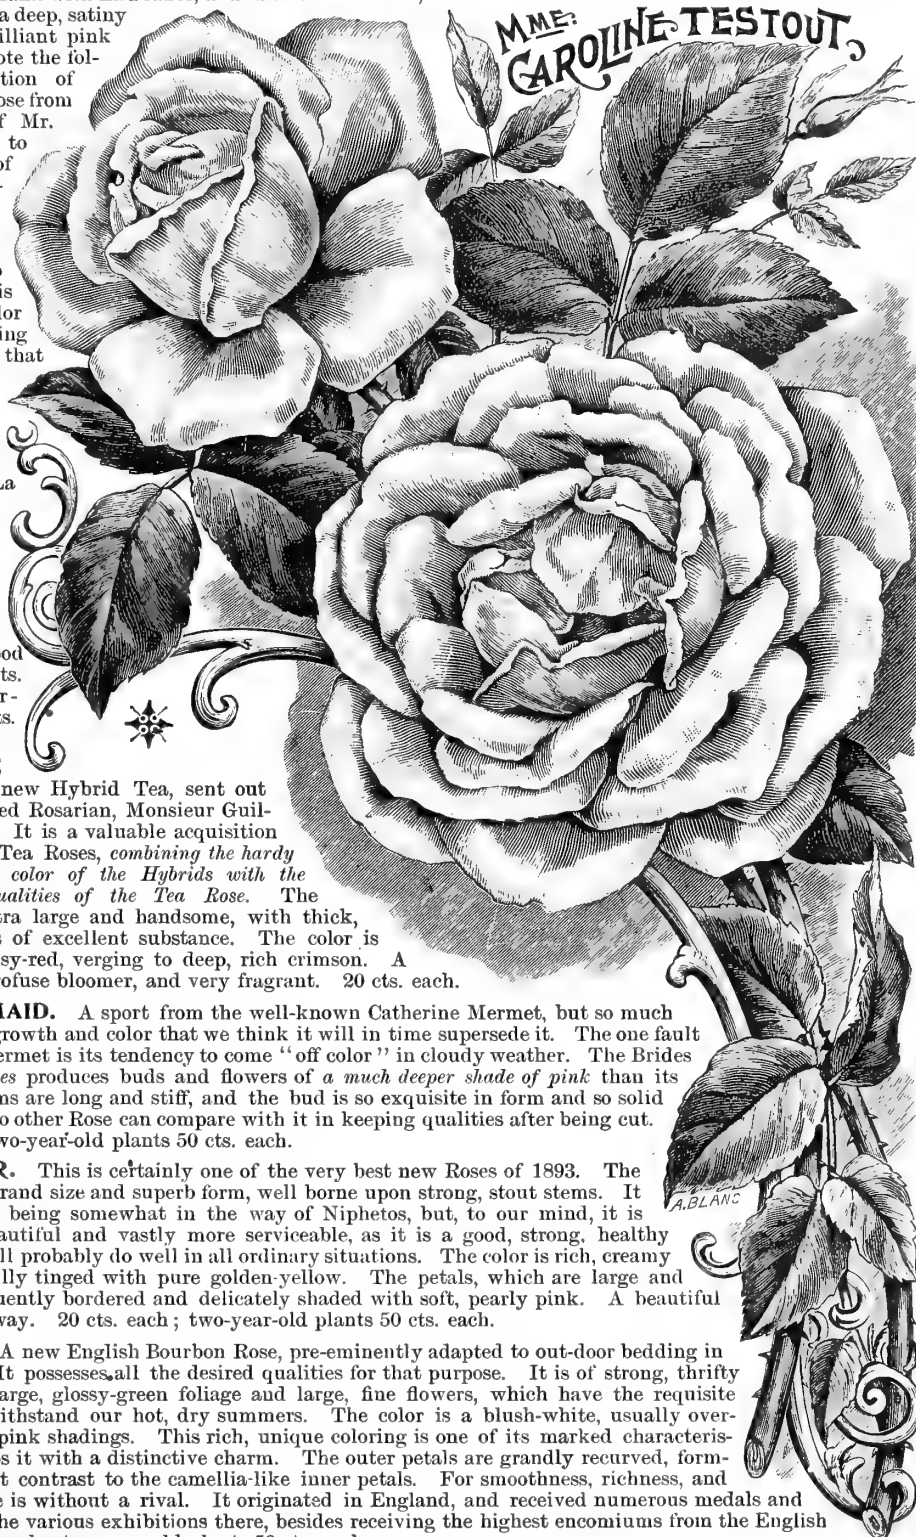 MME.
CAROLINE TESTOUT,
a deep, satiny
illiant pink
ote the fol-
tion of
ose from
f Mr.
to
of
is
lor
ing
that
La
ood
ts.
r-
ts.
new Hybrid Tea, sent out
ed Rosarian, Monsieur Guil-
It is a valuable acquisition
Tea Roses, combining the hardy
color of the Hybrids with the
ualities of the Tea Rose. The
tra large and handsome, with thick,
s of excellent substance. The color is
sy-red, verging to deep, rich crimson. A
rofuse bloomer, and very fragrant. 20 cts. each.
MAID. A sport from the well-known Catherine Mermet, but so much
growth and color that we think it will in time supersede it. The one fault
ermet is its tendency to come "off color" in cloudy weather. The Brides
es produces buds and flowers of a much deeper shade of pink than its
ms are long and stiff, and the bud is so exquisite in form and so solid
o other Rose can compare with it in keeping qualities after being cut.
wo-year-old plants 50 cts. each.
R. This is certainly one of the very best new Roses of 1893. The
rand size and superb form, well borne upon strong, stout stems. It
being somewhat in the way of Niphetos, but, to our mind, it is
autiful and vastly more serviceable, as it is a good, strong, healthy
ll probably do well in all ordinary situations. The color is rich, creamy
lly tinged with pure golden-yellow. The petals, which are large and
uently bordered and delicately shaded with soft, pearly pink. A beautiful
way. 20 cts. each; two-year-old plants 50 cts. each.
A.BLANC
A new English Bourbon Rose, pre-eminently adapted to out-door bedding in
It possesses all the desired qualities for that purpose. It is of strong, thrifty
arge, glossy-green foliage and large, fine flowers, which have the requisite
ithstand our hot, dry summers. The color is a blush-white, usually over-
pink shadings. This rich, unique coloring is one of its marked characteris-
s it with a distinctive charm. The outer petals are grandly recurved, form-
t contrast to the camellia-like inner petals. For smoothness, richness, and
e is without a rival. It originated in England, and received numerous medals and
he various exhibitions there, besides receiving the highest encomiums from the English